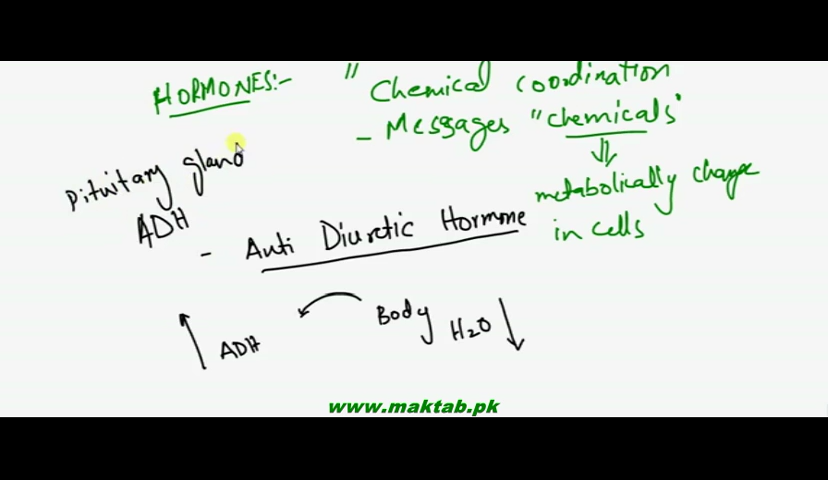 HORMONES:-
" Chemical coordination
- Messages "chemicals"
⇓
metabolically change
in cells
Pituitary gland
ADH
- Anti Diuretic Hormone
↑ ADH
Body H2O ↓
www.maktab.pk